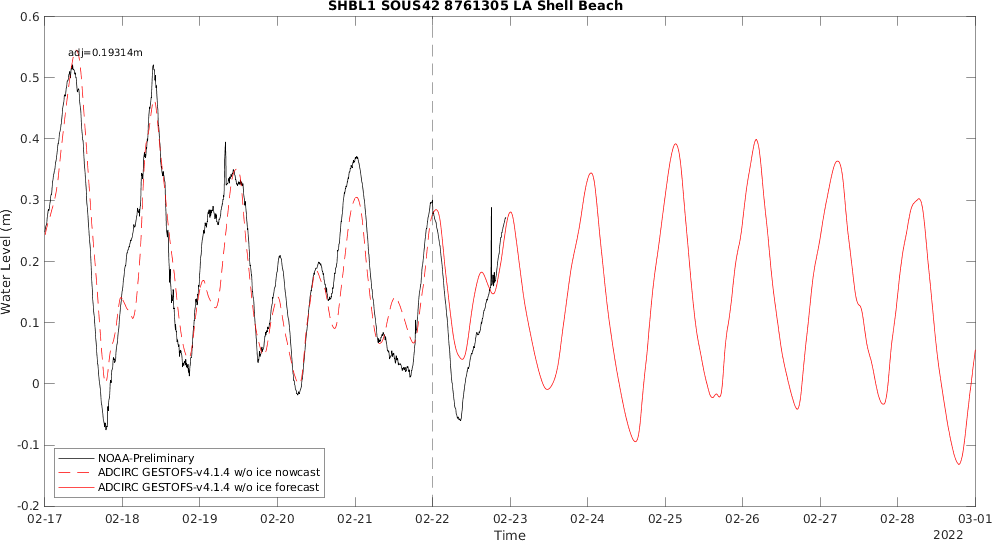 SHBL1 SOUS42 8761305 LA Shell Beach
adj=0.19314m
0.6
0.5
0.4
0.3
0.2
0.1
0
-0.1
-0.2
Water Level (m)
NOAA-Preliminary
ADCIRC GESTOFS-v4.1.4 w/o ice nowcast
ADCIRC GESTOFS-v4.1.4 w/o ice forecast
02-17 02-18 02-19 02-20 02-21 02-22 02-23 02-24 02-25 02-26 02-27 02-28 03-01
Time
2022